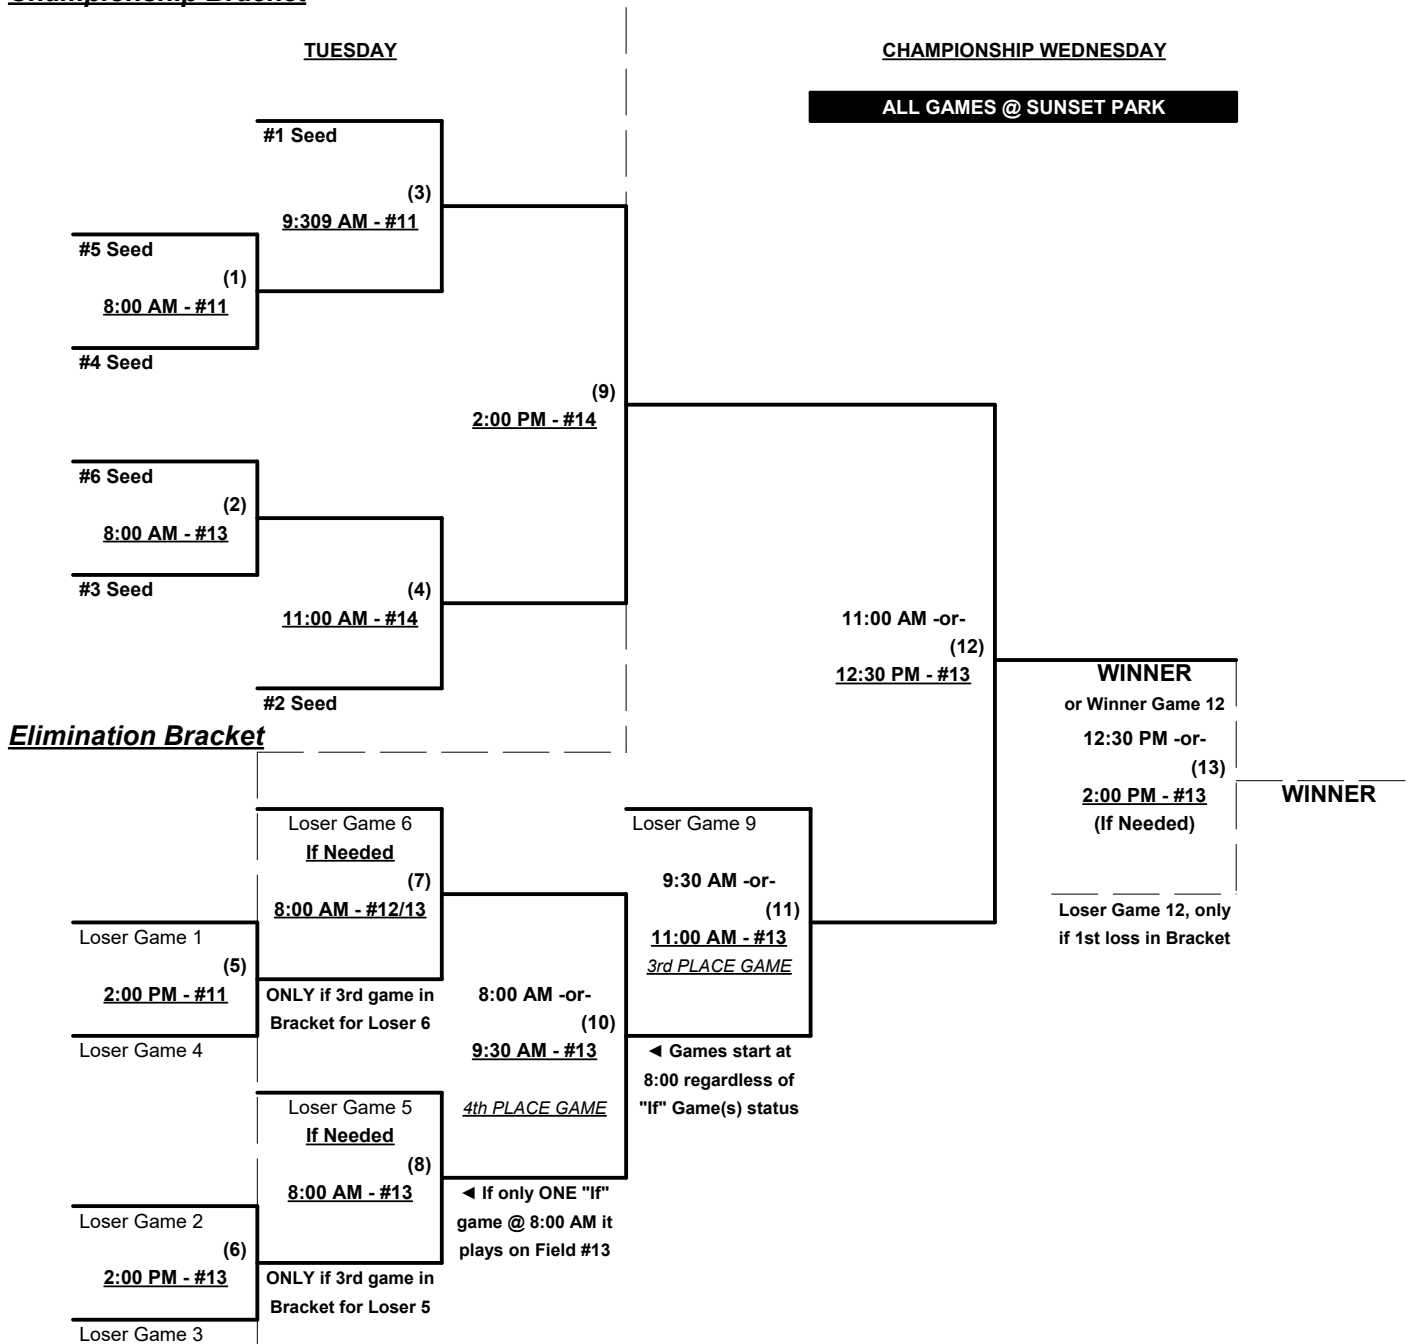 Championship Bracket
TUESDAY
CHAMPIONSHIP WEDNESDAY
ALL GAMES @ SUNSET PARK
#1 Seed
(3)
9:309 AM - #11
#5 Seed
(1)
8:00 AM - #11
#4 Seed
(9)
2:00 PM - #14
#6 Seed
(2)
8:00 AM - #13
#3 Seed
(4)
11:00 AM - #14
#2 Seed
11:00 AM -or-
(12)
12:30 PM - #13
WINNER
or Winner Game 12
12:30 PM -or-
(13)
2:00 PM - #13
(If Needed)
WINNER
Loser Game 12, only
if 1st loss in Bracket
Elimination Bracket
Loser Game 6
If Needed
(7)
8:00 AM - #12/13
Loser Game 9
9:30 AM -or-
(11)
11:00 AM - #13
3rd PLACE GAME
Loser Game 1
(5)
2:00 PM - #11
Loser Game 4
ONLY if 3rd game in
Bracket for Loser 6
8:00 AM -or-
(10)
9:30 AM - #13
4th PLACE GAME
◄ Games start at
8:00 regardless of
"If" Game(s) status
Loser Game 5
If Needed
(8)
8:00 AM - #13
◄ If only ONE "If"
game @ 8:00 AM it
plays on Field #13
Loser Game 2
(6)
2:00 PM - #13
Loser Game 3
ONLY if 3rd game in
Bracket for Loser 5